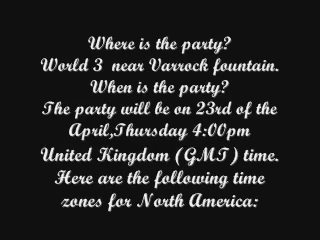 Where is the party?
World 3 near Varrock fountain.
When is the party?
The party will be on 23rd of the
April,Thursday 4:00pm
United Kingdom (GMT) time.
Here are the following time
zones for North America: